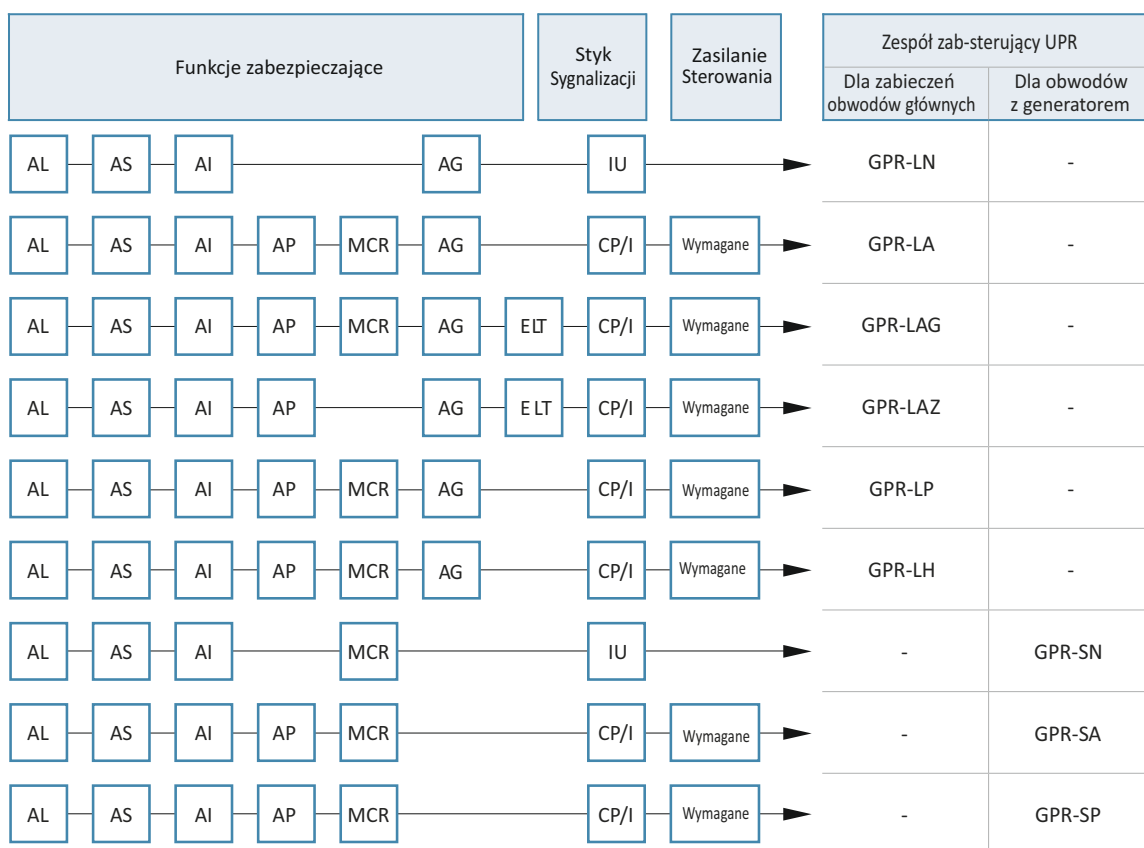 Funkcje zabezpieczające
Styk
Sygnalizacji
Zasilanie
Sterowania
Zespół zab-sterujący UPR
Dla zabieczeń
obwodów głównych
Dla obwodów
z generatorem
AL AS AI AG IU GPR-LN -
AL AS AI AP MCR AG CP/I Wymagane GPR-LA -
AL AS AI AP MCR AG ELT CP/I Wymagane GPR-LAG -
AL AS AI AP AG ELT CP/I Wymagane GPR-LAZ -
AL AS AI AP MCR AG CP/I Wymagane GPR-LP -
AL AS AI AP MCR AG CP/I Wymagane GPR-LH -
AL AS AI MCR IU - GPR-SN
AL AS AI AP MCR CP/I Wymagane - GPR-SA
AL AS AI AP MCR CP/I Wymagane - GPR-SP